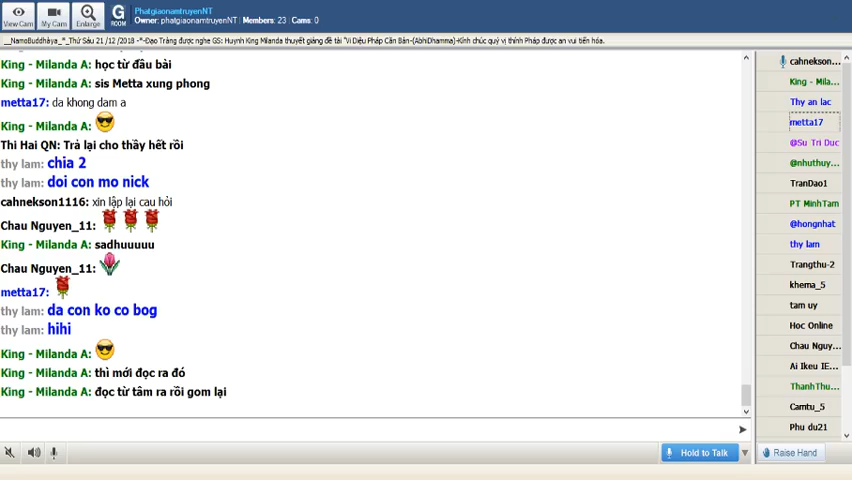 PhatgiaonamtruyenNT
Owner: phatgiaonamtruyenNT | Members: 23 | Cams: 0
View Cam
My Cam
Enlarge
G
ROOM
__NamoBuddhàya_*_Thứ Sáu 21 /12 /2018 -*-Đạo Tràng được nghe GS: Huynh King Milanda thuyết giảng đề tài "Vi Diệu Pháp Căn Bản-(AbhiDhamma)-Kính chúc quý vị thính Pháp được an vui tiến hóa.
King - Milanda A: học từ đầu bài
King - Milanda A: sis Metta xung phong
metta17: da khong dam a
King - Milanda A:
Thi Hai QN: Trả lại cho thầy hết rồi
thy lam: chia 2
thy lam: doi con mo nick
cahnekson1116: xin lập lại cau hỏi
Chau Nguyen_11:
King - Milanda A: sadhuuuuu
Chau Nguyen_11:
metta17:
thy lam: da con ko co bog
thy lam: hihi
King - Milanda A:
King - Milanda A: thì mới đọc ra đó
King - Milanda A: đọc từ tâm ra rồi gom lại
cahnekson...
King - Mila...
Thy an lac
metta17
@Su Tri Duc
@nhuthuy...
TranDao1
PT MinhTam
@hongnhat
thy lam
Trangthu-2
khema_5
tam uy
Hoc Online
Chau Nguy...
Ai Ikeu IE...
ThanhThu...
Camtu_5
Phu du21
Hold to Talk
Raise Hand